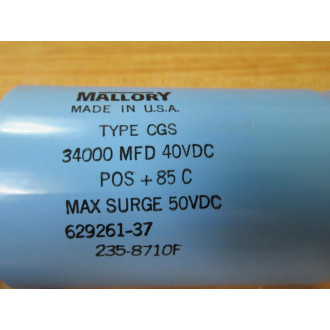 MALLORY
MADE IN U.S.A.
TYPE CGS
34000 MFD 40VDC
POS + 85 C
MAX SURGE 50VDC
629261-37
235-8710F